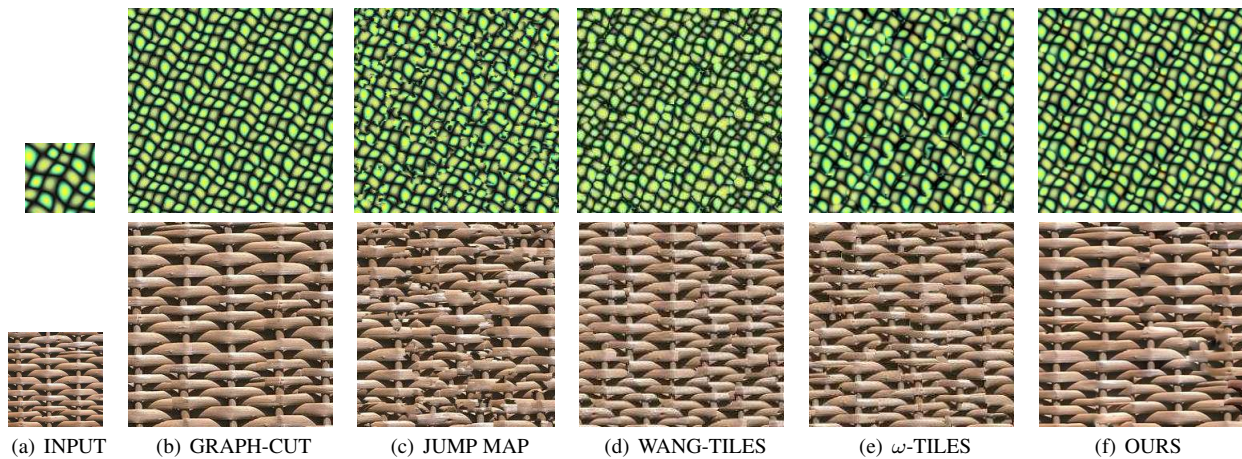 (a) INPUT (b) GRAPH-CUT (c) JUMP MAP (d) WANG-TILES (e) ω-TILES (f) OURS